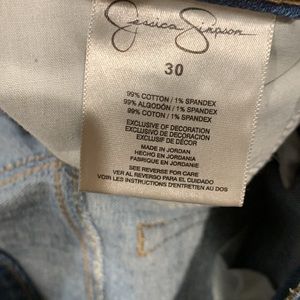 Jessica Simpson
30
99% COTTON / 1% SPANDEX
99% ALGODÓN / 1% SPANDEX
99% COTON / 1% SPANDEX
EXCLUSIVE OF DECORATION
EXCLUSIVO DE DECORACIÓN
EXCLUSIF DE DÉCOR
MADE IN JORDAN
HECHO EN JORDANIA
FABRIQUE EN JORDANIE
SEE REVERSE FOR CARE
VEA AL REVERSO PARA EL CUIDADO
VOIR LES INSTRUCTIONS D'ENTRETIEN AU DOS